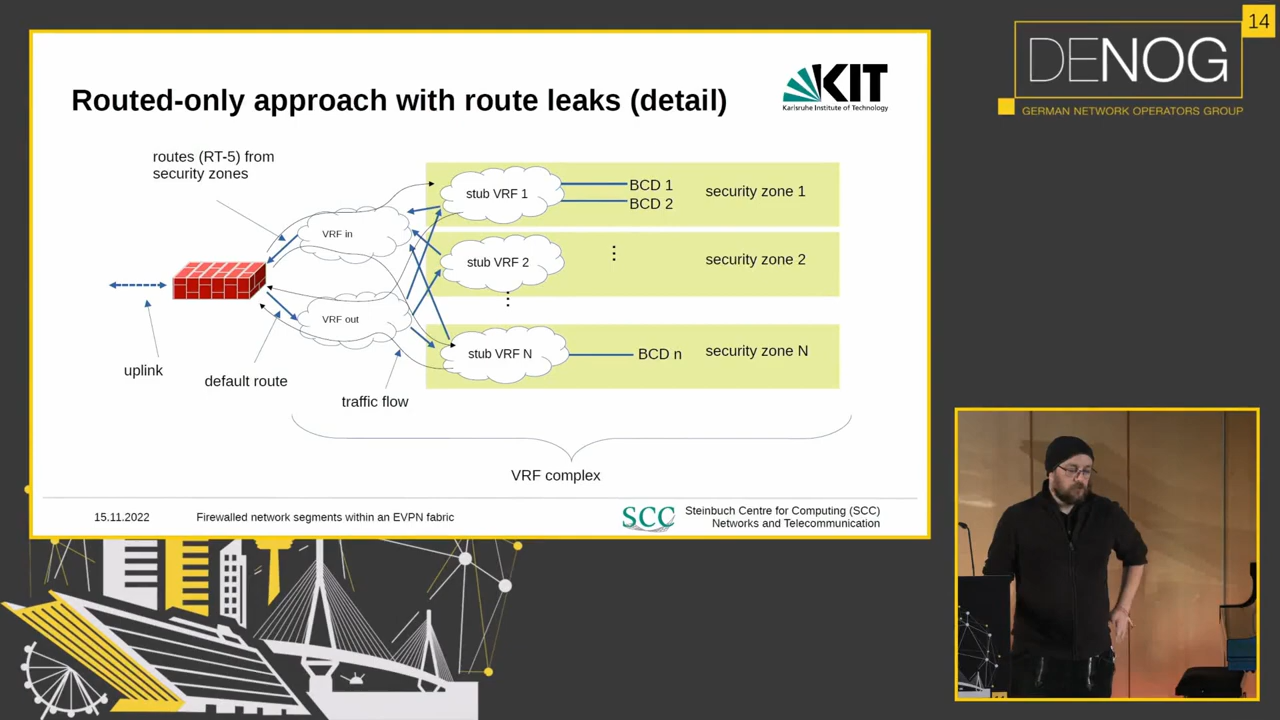 14
DENOG
GERMAN NETWORK OPERATORS GROUP
Routed-only approach with route leaks (detail)
KIT
Karlsruhe Institute of Technology
routes (RT-5) from
security zones
VRF in
VRF out
uplink
default route
traffic flow
stub VRF 1
BCD 1
BCD 2
security zone 1
stub VRF 2
⋮
security zone 2
⋮
stub VRF N
BCD n
security zone N
VRF complex
15.11.2022
Firewalled network segments within an EVPN fabric
SCC
Steinbuch Centre for Computing (SCC)
Networks and Telecommunication